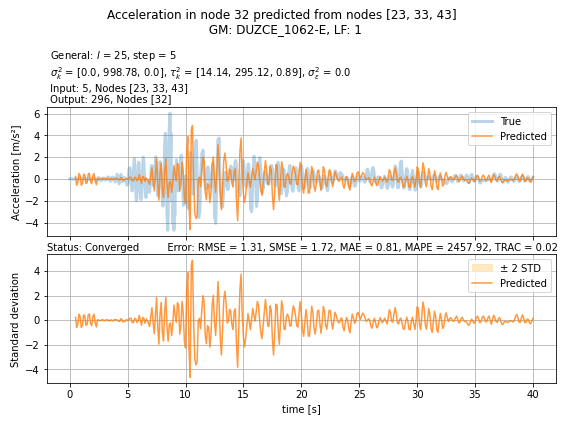 Acceleration in node 32 predicted from nodes [23, 33, 43]
GM: DUZCE_1062-E, LF: 1
General: l = 25, step = 5
σ²ₖ = [0.0, 998.78, 0.0], τ²ₖ = [14.14, 295.12, 0.89], σ²ε = 0.0
Input: 5, Nodes [23, 33, 43]
Output: 296, Nodes [32]
Acceleration [m/s²]
6
4
2
0
−2
−4
True
Predicted
Status: Converged Error: RMSE = 1.31, SMSE = 1.72, MAE = 0.81, MAPE = 2457.92, TRAC = 0.02
Standard deviation
4
2
0
−2
−4
± 2 STD
Predicted
0 5 10 15 20 25 30 35 40
time [s]